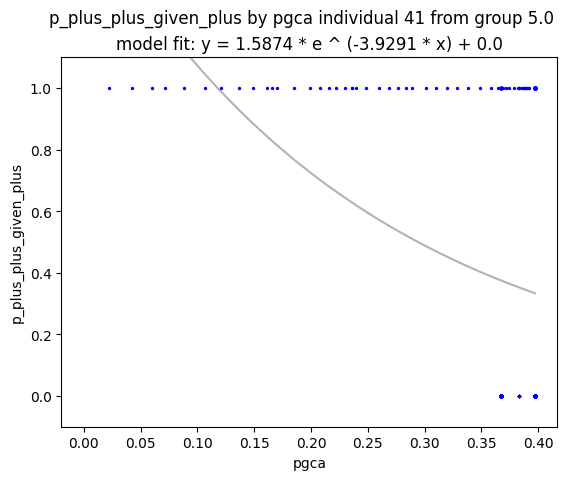 p_plus_plus_given_plus by pgca individual 41 from group 5.0
model fit: y = 1.5874 * e ^ (-3.9291 * x) + 0.0
1.0
0.8
0.6
0.4
0.2
0.0
p_plus_plus_given_plus
0.00 0.05 0.10 0.15 0.20 0.25 0.30 0.35 0.40
pgca